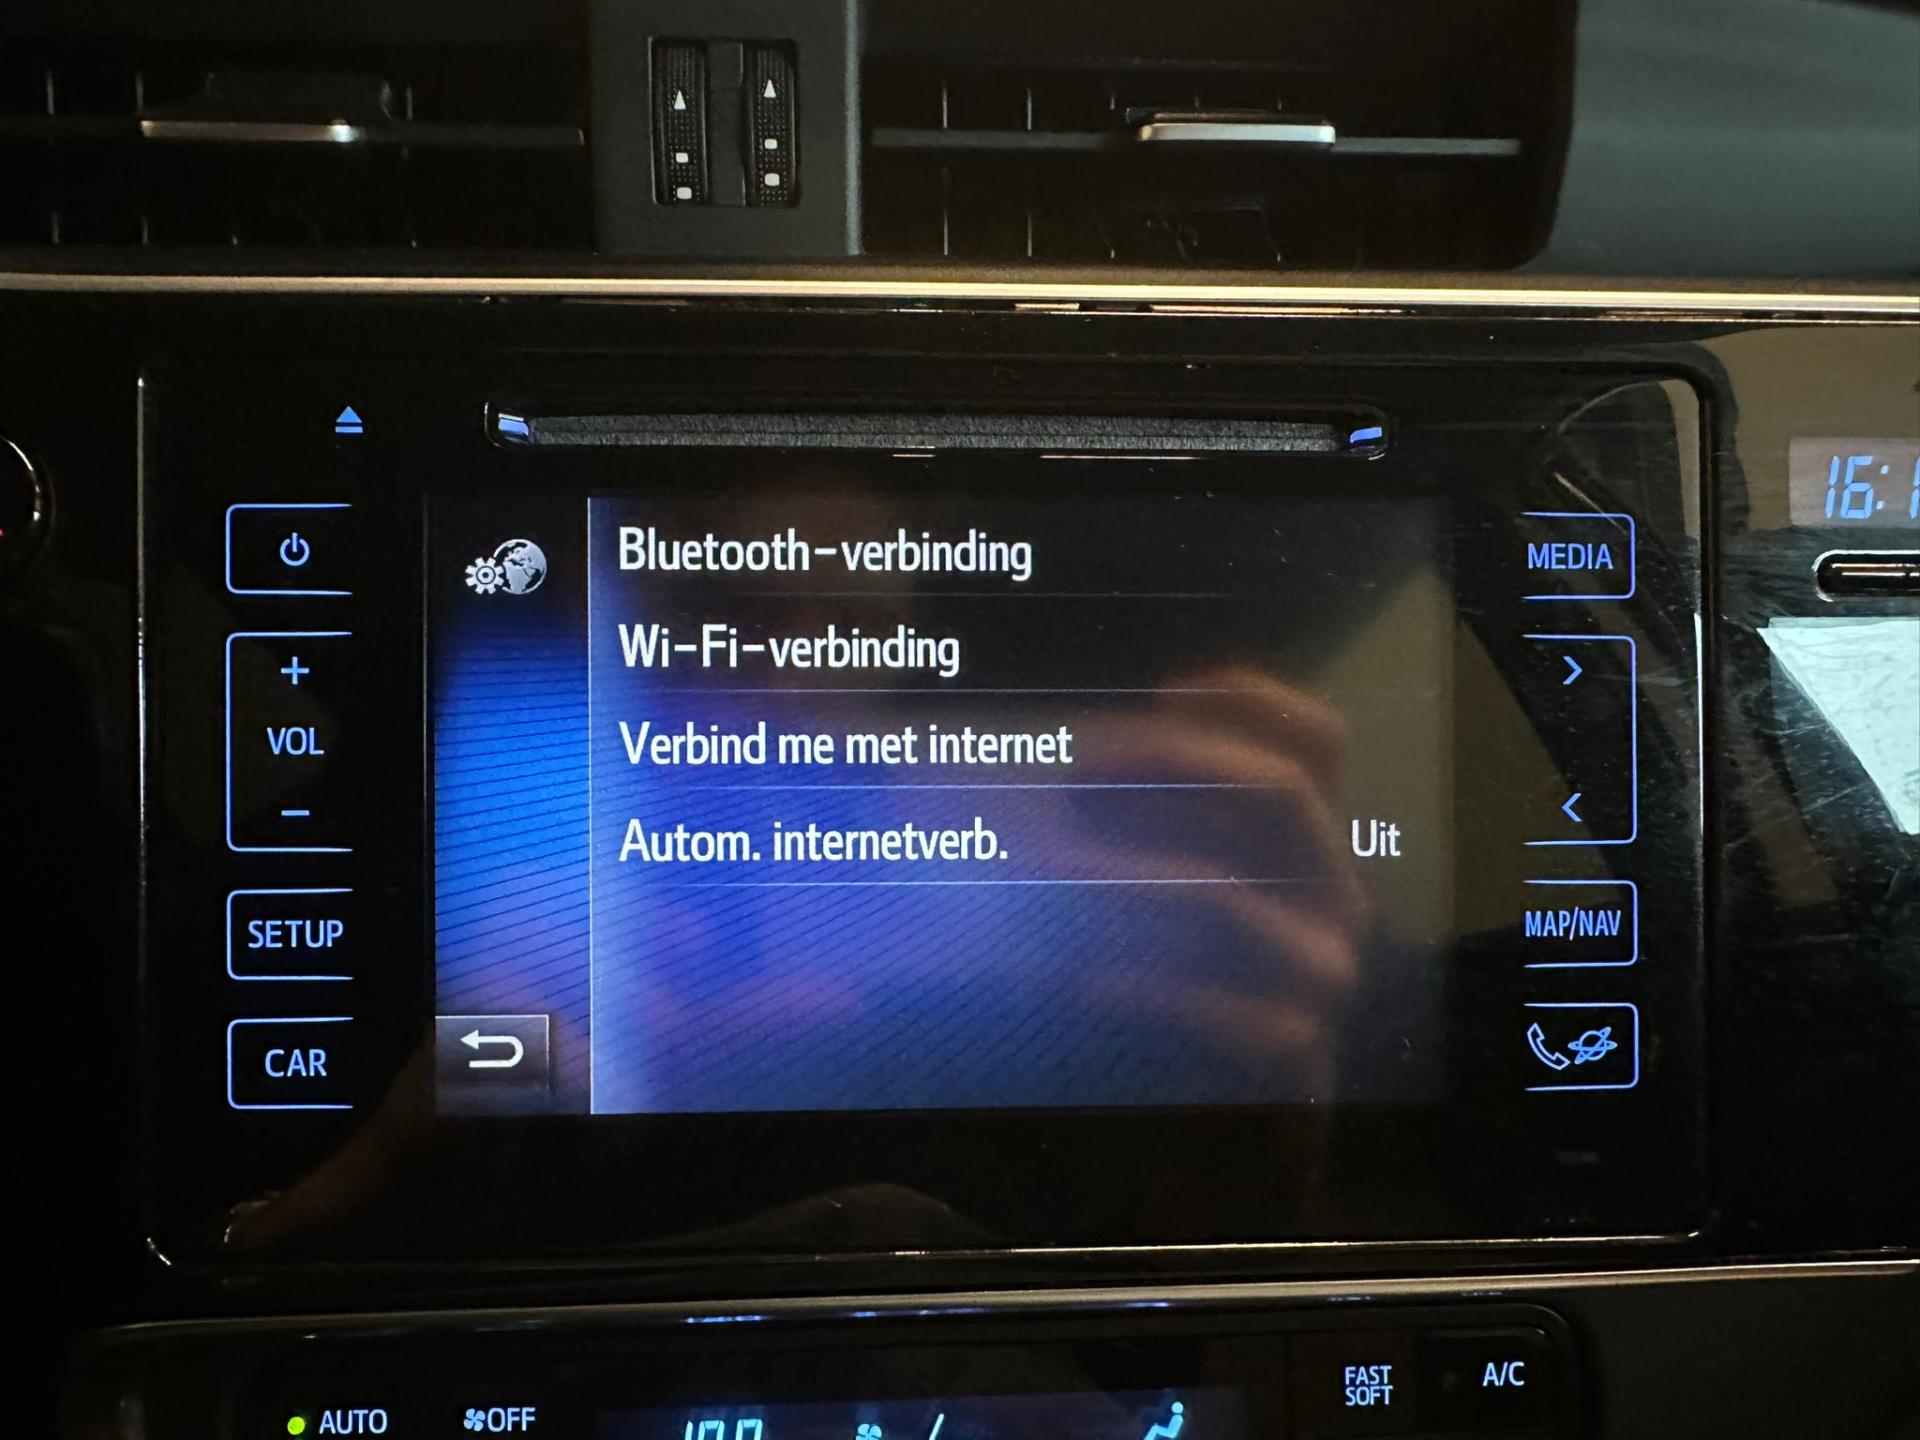 Bluetooth-verbinding
Wi-Fi-verbinding
Verbind me met internet
Autom. internetverb. Uit
+
VOL
-
SETUP
CAR
MEDIA
>
<
MAP/NAV
AUTO
OFF
FAST
SOFT
A/C